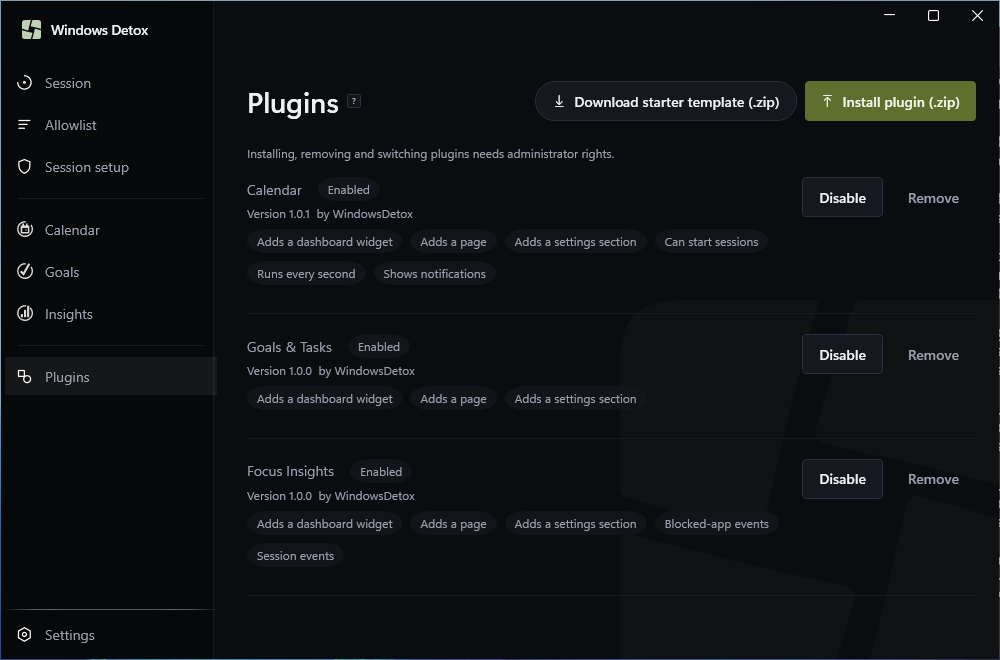 Windows Detox
Session
Allowlist
Session setup
Calendar
Goals
Insights
Plugins
Settings
Plugins ?
Download starter template (.zip)
Install plugin (.zip)
Installing, removing and switching plugins needs administrator rights.
Calendar Enabled
Version 1.0.1 by WindowsDetox
Adds a dashboard widget Adds a page Adds a settings section Can start sessions
Runs every second Shows notifications
Disable Remove
Goals & Tasks Enabled
Version 1.0.0 by WindowsDetox
Adds a dashboard widget Adds a page Adds a settings section
Disable Remove
Focus Insights Enabled
Version 1.0.0 by WindowsDetox
Adds a dashboard widget Adds a page Adds a settings section Blocked-app events
Session events
Disable Remove